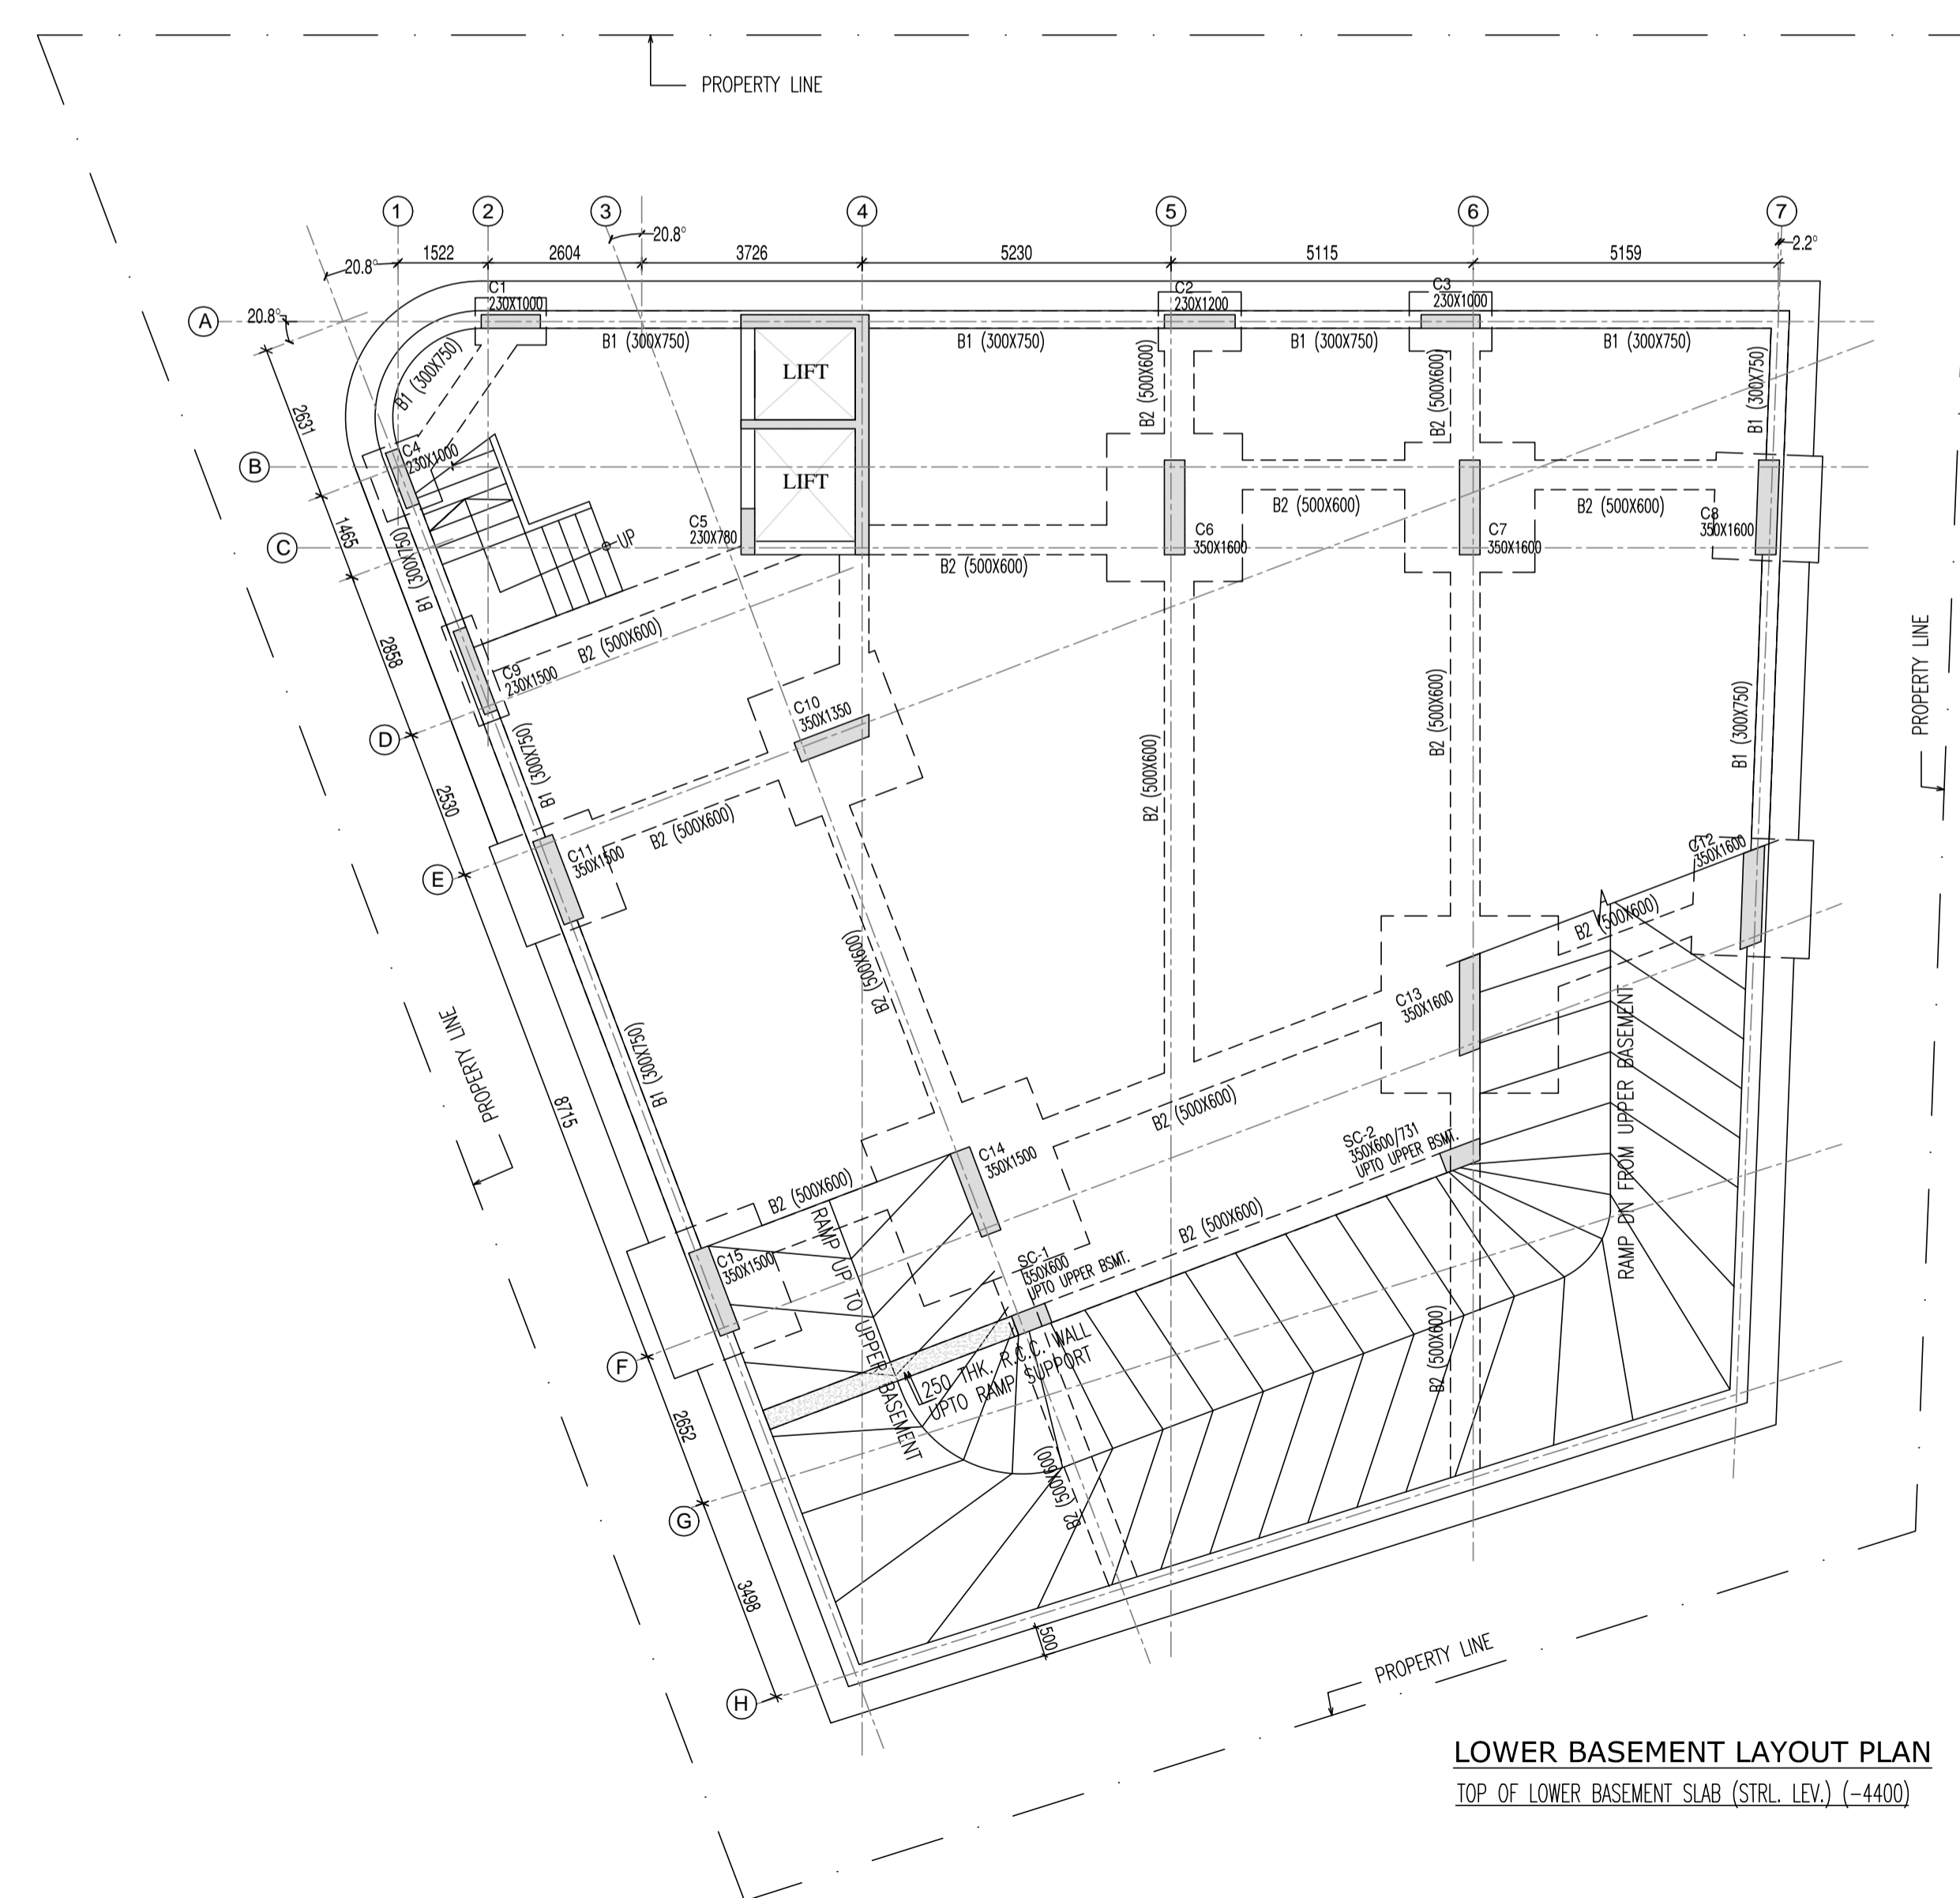 PROPERTY LINE
1
2
3
4
5
6
7
20.8°
2.2°
20.8°
1522
2604
3726
5230
5115
5159
C1
230X1000
C2
230X1200
C3
230X1000
A
20.8°
B1 (300X750)
B1 (300X750)
B1 (300X750)
B1 (300X750)
B1 (300X750)
B2 (500X600)
B2 (500X600)
B1 (300X750)
LIFT
2631
C4
230X1000
B
LIFT
B2 (500X600)
B2 (500X600)
C5
230X780
C6
350X1600
C7
350X1600
C8
350X1600
1465
UP
C
B2 (500X600)
B1 (300X750)
2858
B2 (500X600)
C9
230X1500
PROPERTY LINE
C10
350X1350
B2 (500X600)
B1 (300X750)
D
B1 (300X750)
B2 (500X600)
2530
B2 (500X600)
C11
350X1500
C12
350X1600
E
B2 (500X600)
B2 (500X600)
C13
350X1600
PROPERTY LINE
B1 (300X750)
8715
B2 (500X600)
RAMP DN FROM UPPER BASEMENT
SC-2
350X600/731
UPTO UPPER BSMT.
C14
350X1500
B2 (500X600)
B2 (500X600)
C15
350X1500
RAMP UP TO UPPER BASEMENT
SC-1
350X600
UPTO UPPER BSMT.
F
250 THK. R.C.C. WALL
UPTO RAMP SUPPORT
B2 (500X600)
2652
B2 (500X600)
G
3498
500
H
PROPERTY LINE
LOWER BASEMENT LAYOUT PLAN
TOP OF LOWER BASEMENT SLAB (STRL. LEV.) (-4400)